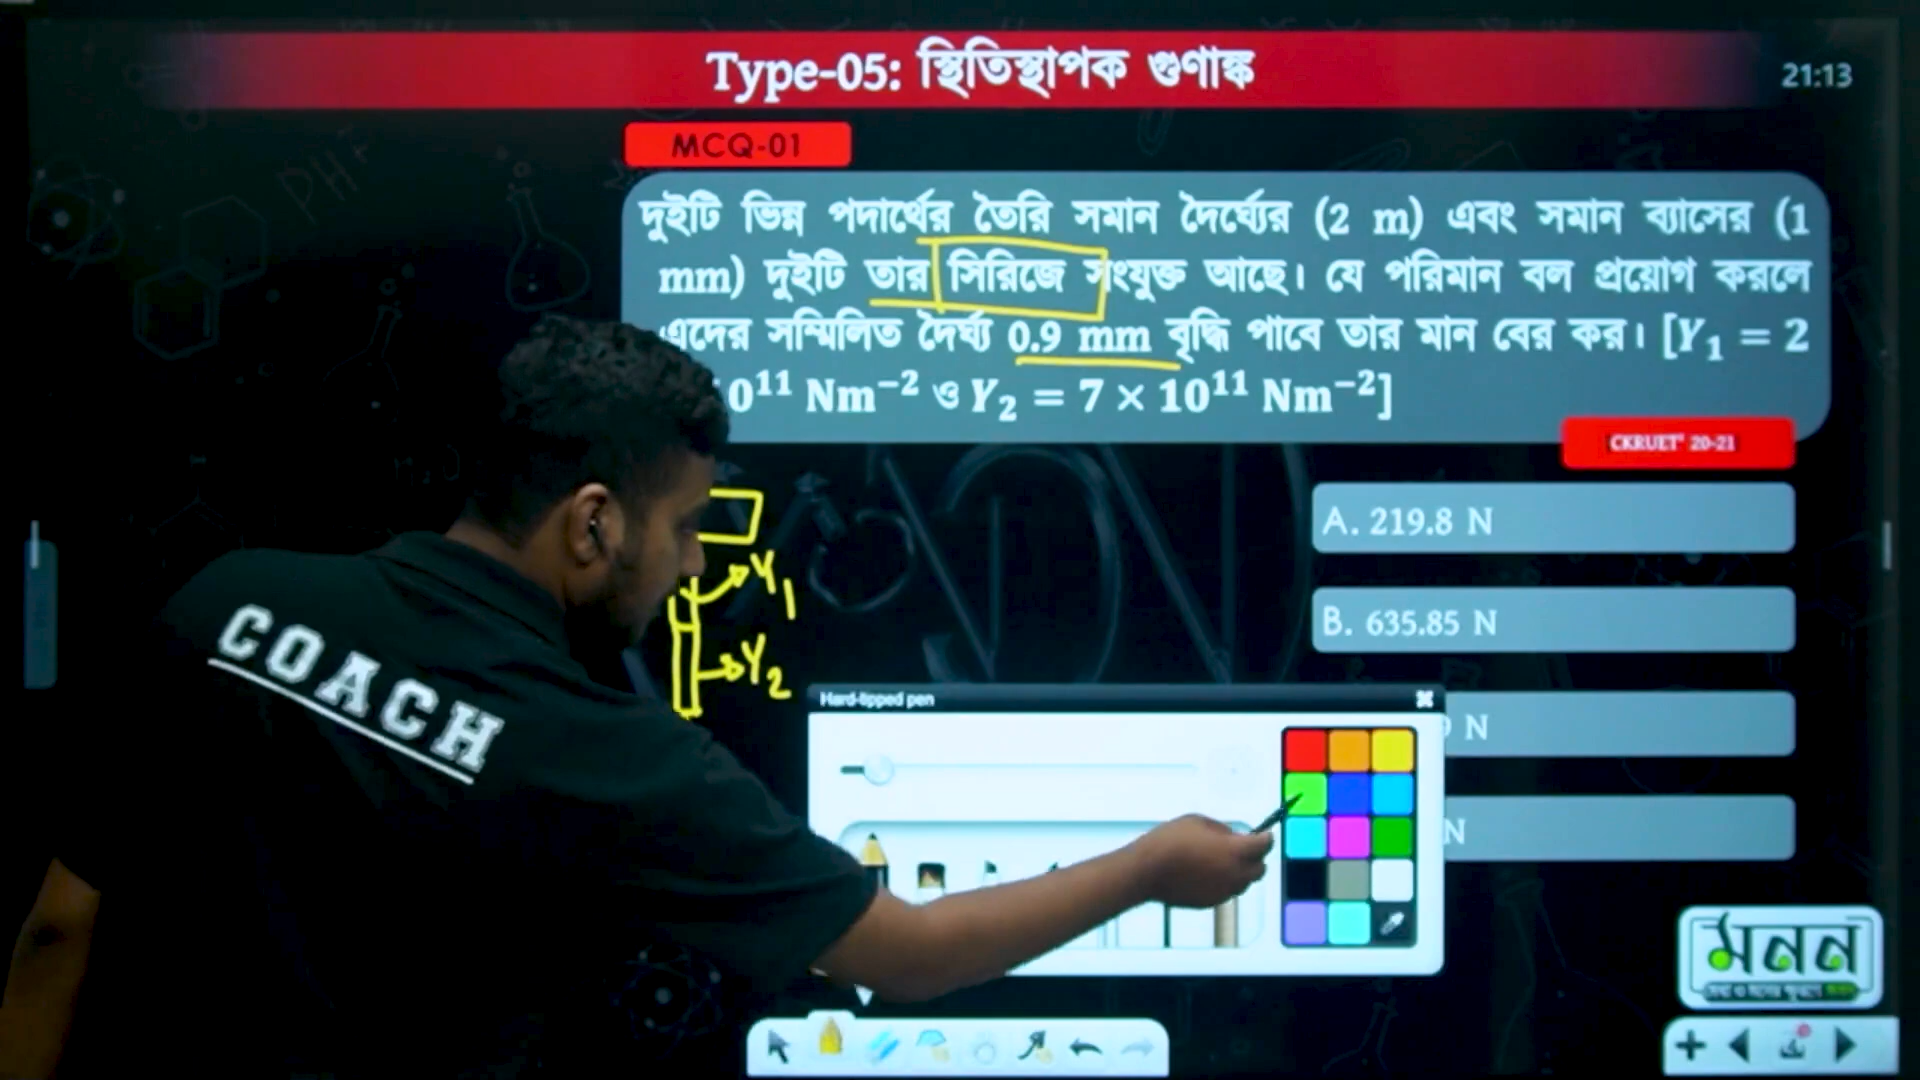 Type-05: স্থিতিস্থাপক গুণাঙ্ক
21:13
MCQ-01
দুইটি ভিন্ন পদার্থের তৈরি সমান দৈর্ঘ্যের (2 m) এবং সমান ব্যাসের (1
mm) দুইটি তার সিরিজে সংযুক্ত আছে। যে পরিমান বল প্রয়োগ করলে
এদের সম্মিলিত দৈর্ঘ্য 0.9 mm বৃদ্ধি পাবে তার মান বের কর। [Y₁ = 2
0¹¹ Nm⁻² ও Y₂ = 7 × 10¹¹ Nm⁻²]
CKRUET' 20-21
A. 219.8 N
B. 635.85 N
9 N
N
Y₁
Y₂
Hard-tipped pen
COACH
মনন